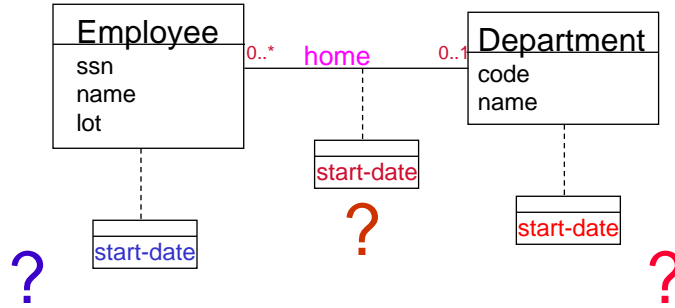 Employee
ssn
name
lot
0..*
home
0..1
Department
code
name
start-date
?
start-date
?
start-date
?